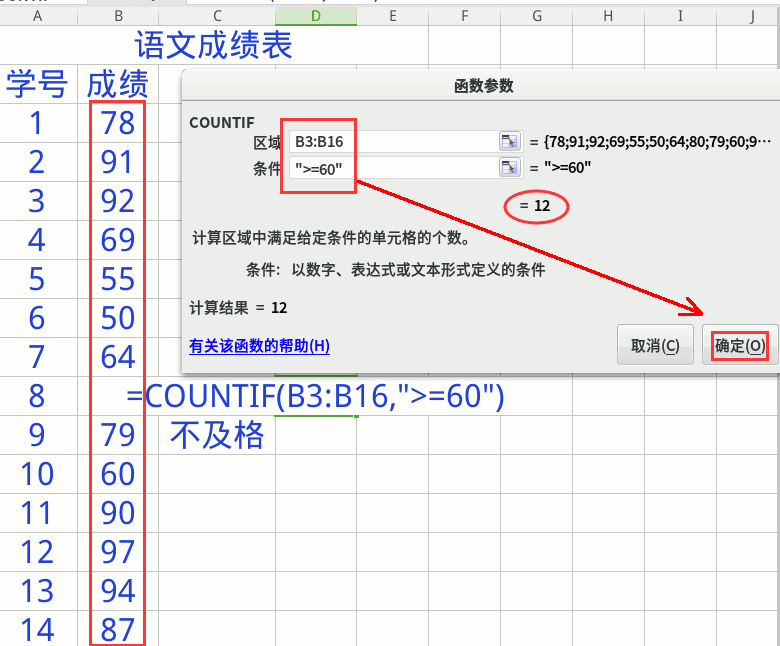 A B C D E F G H I J
语文成绩表
学号 成绩
函数参数
1 78
COUNTIF
区域 B3:B16 = {78;91;92;69;55;50;64;80;79;60;9…
2 91
条件 ">=60" = ">=60"
3 92
= 12
4 69
计算区域中满足给定条件的单元格的个数。
5 55
条件: 以数字、表达式或文本形式定义的条件
6 50
计算结果 = 12
7 64
有关该函数的帮助(H) 取消(C) 确定(O)
8 =COUNTIF(B3:B16,">=60")
9 79 不及格
10 60
11 90
12 97
13 94
14 87